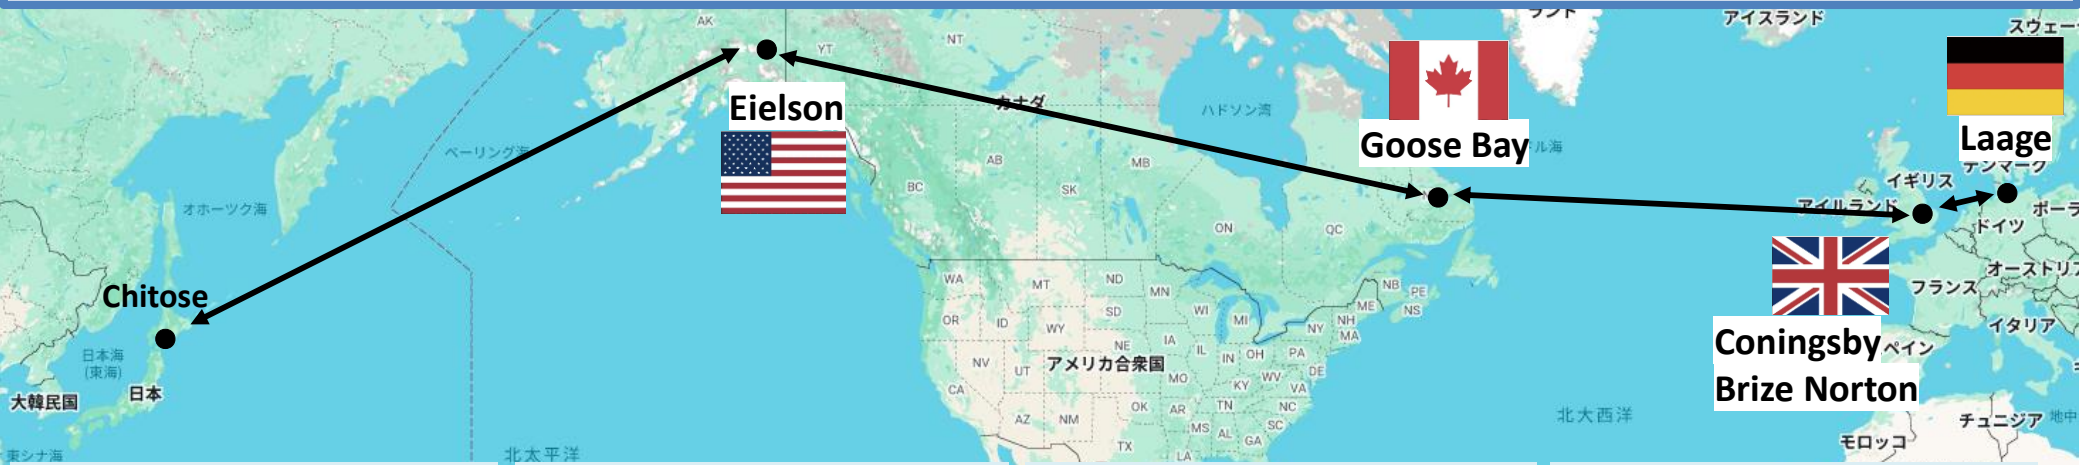 ランド
アイスランド
スウェー
AK
YT
NT
Eielson
カナダ
ハドソン湾
Goose Bay
ル海
Laage
デンマーク
ベーリング海
AB
MB
BC
SK
イギリス
オホーツク海
アイルランド
ポーラ
ON
QC
ドイツ
Chitose
WA
MT
ND
MN
NB
PE
オーストリア
フランス
OR
ID
SD
WI
MI
ME
NS
WY
NY
NH
MA
イタリア
日本海
(東海)
NE
IA
IL
IN
OH
PA
Coningsby
ペイン
NV
UT
アメリカ合衆国
DE
CA
MO
KY
WV
VA
Brize Norton
大韓民国
日本
AZ
NM
OK
AR
TN
NC
北大西洋
チュニジア
地中
MS
AL
GA
SC
モロッコ
TX
LA
東シナ海
北太平洋